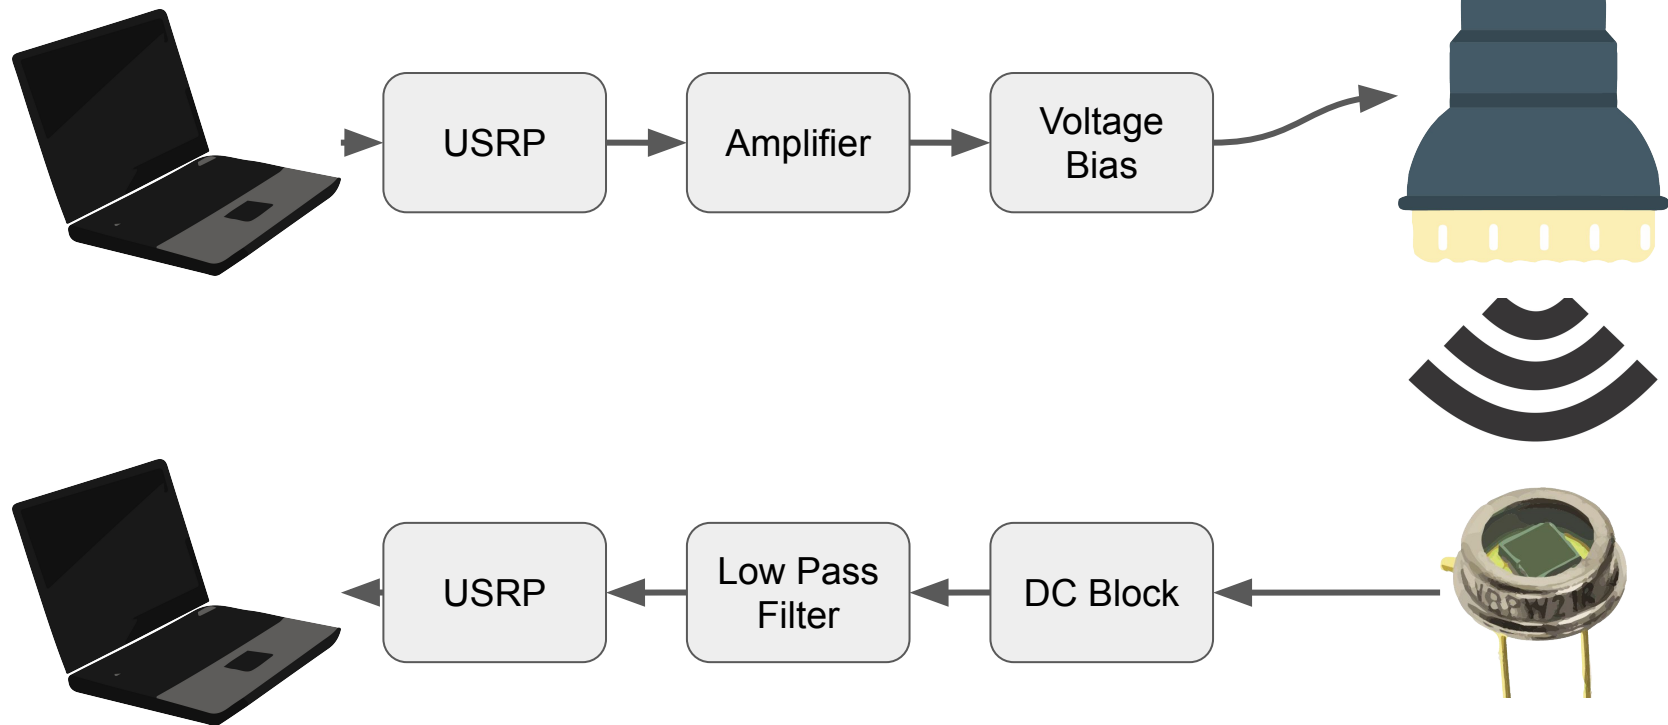 USRP
Amplifier
Voltage
Bias
USRP
Low Pass
Filter
DC Block